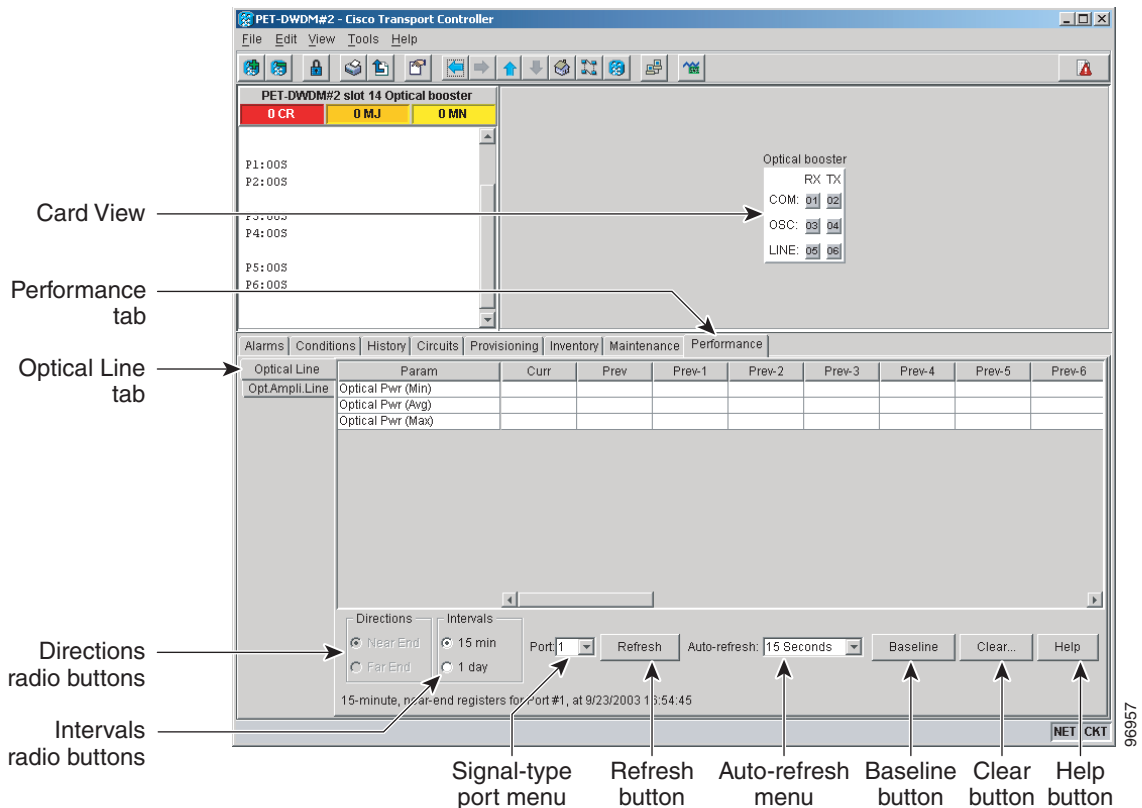 PET-DWDM#2 - Cisco Transport Controller
File Edit View Tools Help
PET-DWDM#2 slot 14 Optical booster
0 CR 0 MJ 0 MN
P1:OOS
P2:OOS
P3:OOS
P4:OOS
P5:OOS
P6:OOS
Optical booster
RX TX
COM: 01 02
OSC: 03 04
LINE: 05 06
Card View
Performance
tab
Optical Line
tab
Alarms Conditions History Circuits Provisioning Inventory Maintenance Performance
Optical Line Param Curr Prev Prev-1 Prev-2 Prev-3 Prev-4 Prev-5 Prev-6
Opt.Ampli.Line Optical Pwr (Min)
Optical Pwr (Avg)
Optical Pwr (Max)
Directions Intervals
Near End 15 min Port: 1 Refresh Auto-refresh: 15 Seconds Baseline Clear... Help
Far End 1 day
15-minute, near-end registers for Port #1, at 9/23/2003 16:54:45
NET CKT
Directions
radio buttons
Intervals
radio buttons
Signal-type
port menu
Refresh
button
Auto-refresh
menu
Baseline
button
Clear
button
Help
button
96957